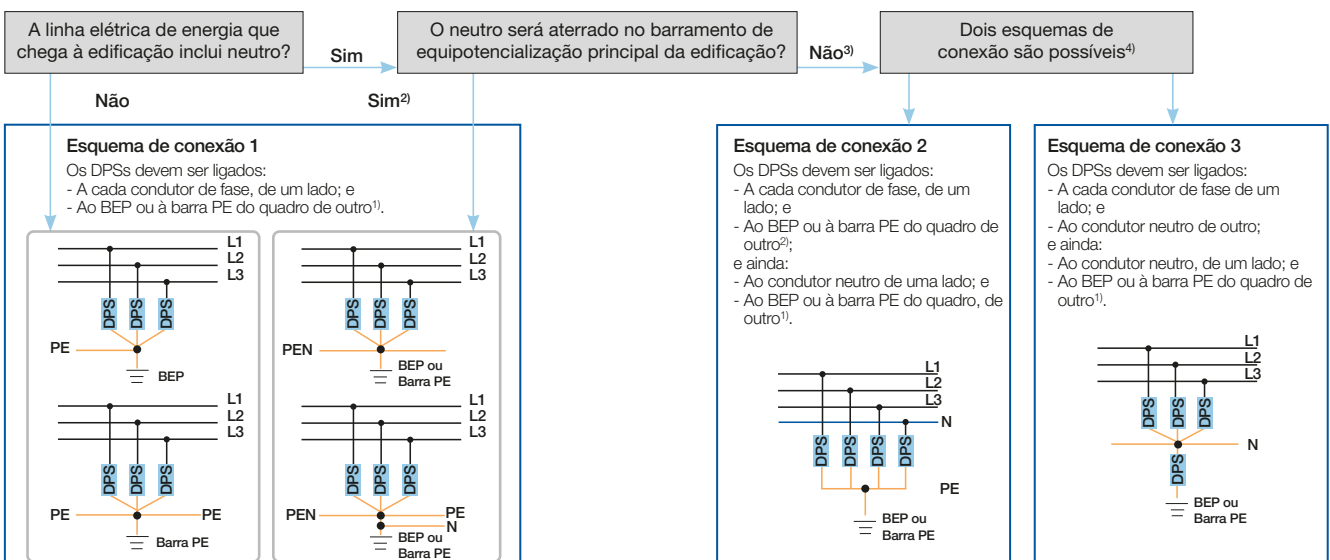 A linha elétrica de energia que
chega à edificação inclui neutro?
Sim
O neutro será aterrado no barramento de
equipotencialização principal da edificação?
Não³⁾
Dois esquemas de
conexão são possíveis⁴⁾
Não
Sim²⁾
Esquema de conexão 1
Os DPSs devem ser ligados:
- A cada condutor de fase, de um lado; e
- Ao BEP ou à barra PE do quadro de outro¹⁾.
L1
L2
L3
DPS DPS DPS
PE
BEP
L1
L2
L3
DPS DPS DPS
PE PE
Barra PE
L1
L2
L3
DPS DPS DPS
PEN
BEP ou
Barra PE
L1
L2
L3
DPS DPS DPS
PEN PE
N
BEP ou
Barra PE
Esquema de conexão 2
Os DPSs devem ser ligados:
- A cada condutor de fase, de um
lado; e
- Ao BEP ou à barra PE do quadro de
outro²⁾;
e ainda:
- Ao condutor neutro de uma lado; e
- Ao BEP ou à barra PE do quadro, de
outro¹⁾.
L1
L2
L3
N
DPS DPS DPS DPS
PE
BEP ou
Barra PE
Esquema de conexão 3
Os DPSs devem ser ligados:
- A cada condutor de fase de um
lado; e
- Ao condutor neutro de outro;
e ainda:
- Ao condutor neutro, de um lado; e
- Ao BEP ou à barra PE do quadro de
outro¹⁾.
L1
L2
L3
DPS DPS DPS
N
DPS
BEP ou
Barra PE